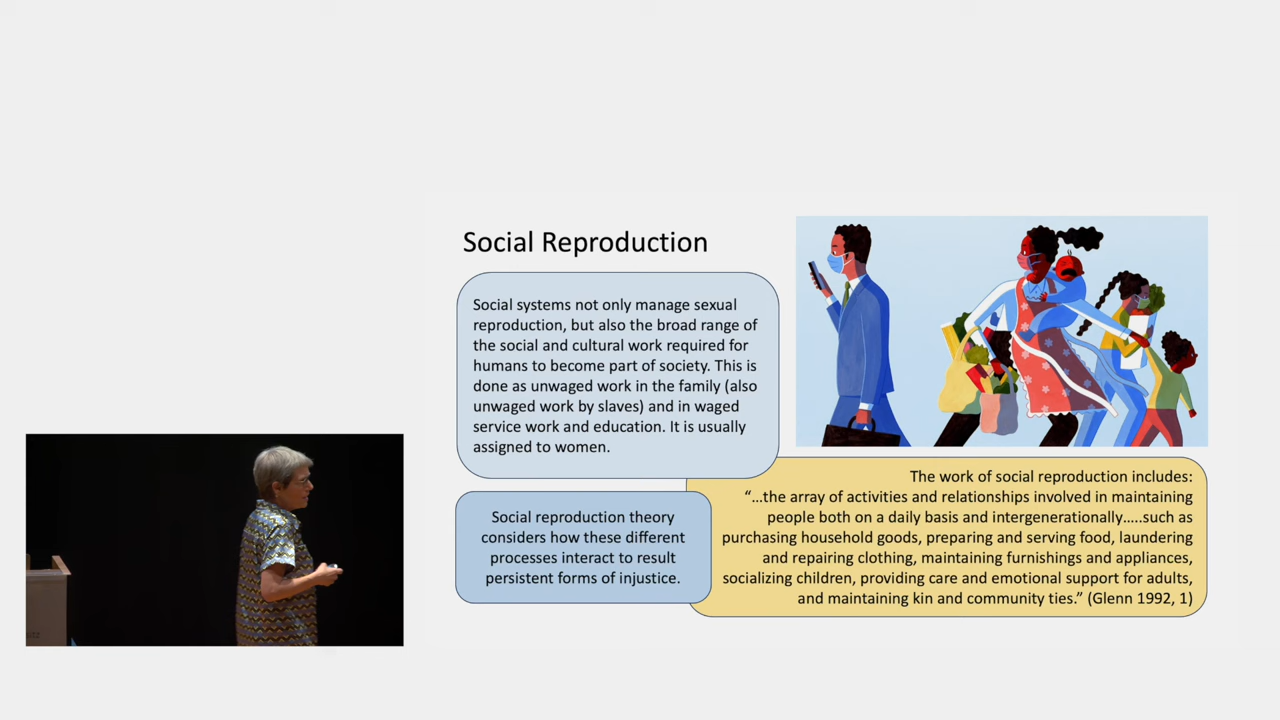 Social Reproduction
Social systems not only manage sexual
reproduction, but also the broad range of
the social and cultural work required for
humans to become part of society. This is
done as unwaged work in the family (also
unwaged work by slaves) and in waged
service work and education. It is usually
assigned to women.
Social reproduction theory
considers how these different
processes interact to result
persistent forms of injustice.
The work of social reproduction includes:
“…the array of activities and relationships involved in maintaining
people both on a daily basis and intergenerationally…..such as
purchasing household goods, preparing and serving food, laundering
and repairing clothing, maintaining furnishings and appliances,
socializing children, providing care and emotional support for adults,
and maintaining kin and community ties.” (Glenn 1992, 1)